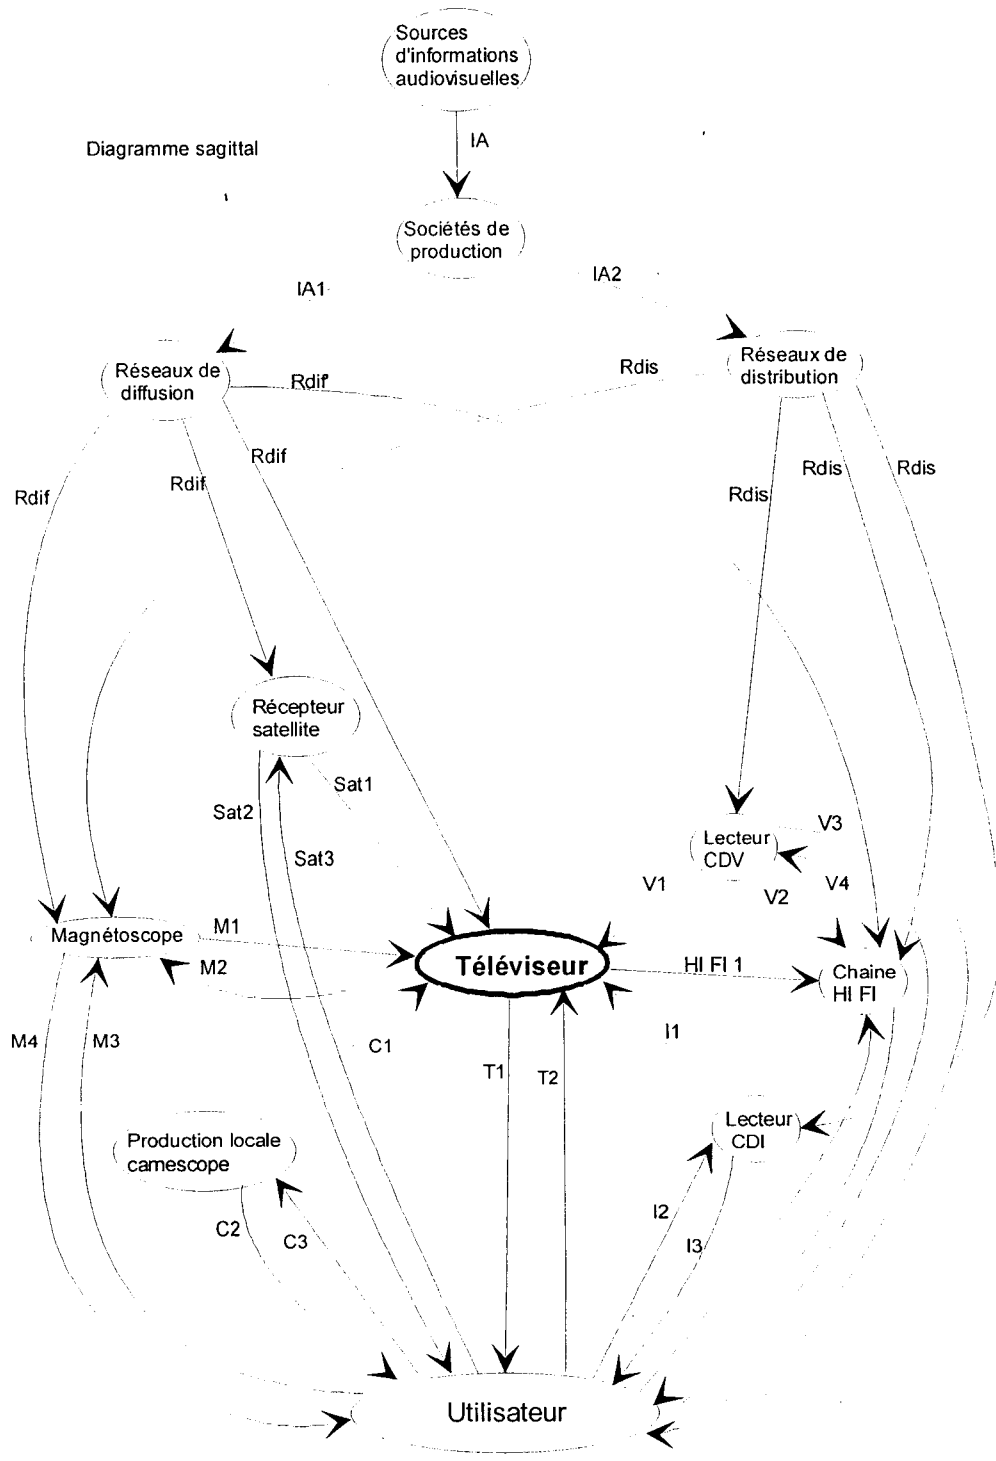 Sources
d'informations
audiovisuelles
IA
Diagramme sagittal
Sociétés de
production
IA1
IA2
Réseaux de
diffusion
Rdif
Rdis
Réseaux de
distribution
Rdif
Rdif
Rdif
Rdis
Rdis
Rdis
Récepteur
satellite
Sat1
Sat2
Sat3
Lecteur
CDV
V3
V1
V2
V4
Magnétoscope
M1
M2
Téléviseur
HI FI 1
Chaine
HI FI
M4
M3
C1
T1
T2
I1
Production locale
camescope
Lecteur
CDI
C2
C3
I2
I3
Utilisateur